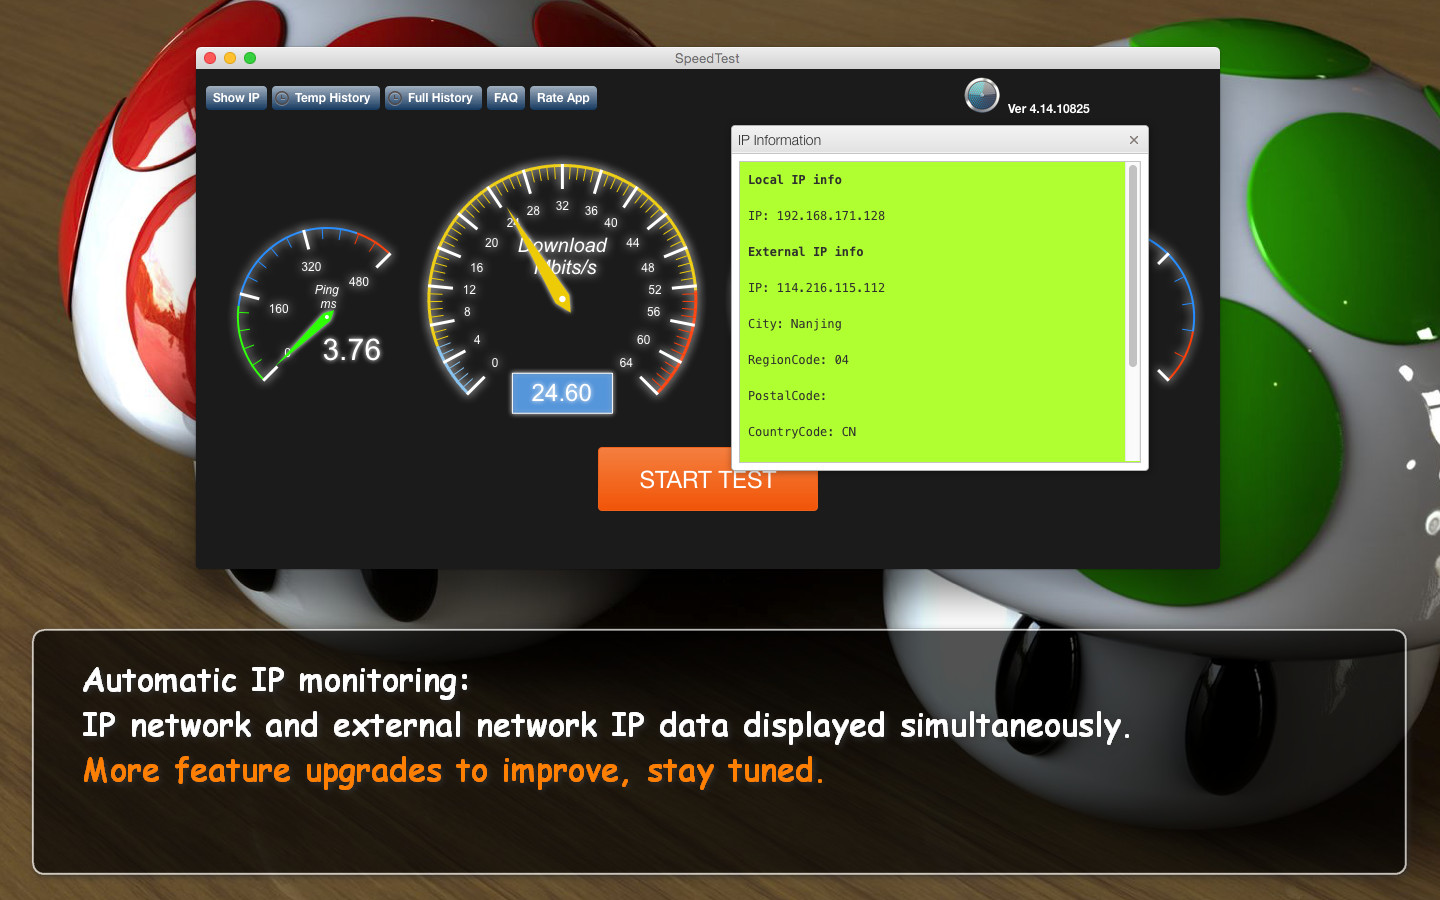 SpeedTest
Show IP
Temp History
Full History
FAQ
Rate App
Ver 4.14.10825
IP Information
Local IP info
IP: 192.168.171.128
External IP info
IP: 114.216.115.112
City: Nanjing
RegionCode: 04
PostalCode:
CountryCode: CN
0
160
320
480
Ping
ms
3.76
0
4
8
12
16
20
24
28
32
36
40
44
48
52
56
60
64
Download
Mbits/s
24.60
START TEST
Automatic IP monitoring:
IP network and external network IP data displayed simultaneously.
More feature upgrades to improve, stay tuned.